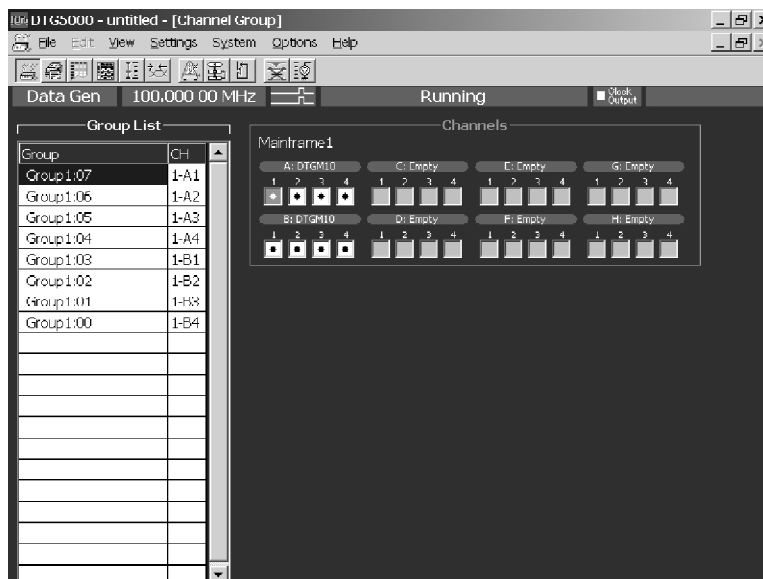 DTG5000 - untitled - [Channel Group]
File Edit View Settings System Options Help
Data Gen 100.000 00 MHz Running Clock Output
Group List
Group CH
Group1:07 1-A1
Group1:06 1-A2
Group1:05 1-A3
Group1:04 1-A4
Group1:03 1-B1
Group1:02 1-B2
Group1:01 1-B3
Group1:00 1-B4
Channels
Mainframe1
A: DTGM10 C: Empty E: Empty G: Empty
1 2 3 4 1 2 3 4 1 2 3 4 1 2 3 4
B: DTGM10 D: Empty F: Empty H: Empty
1 2 3 4 1 2 3 4 1 2 3 4 1 2 3 4